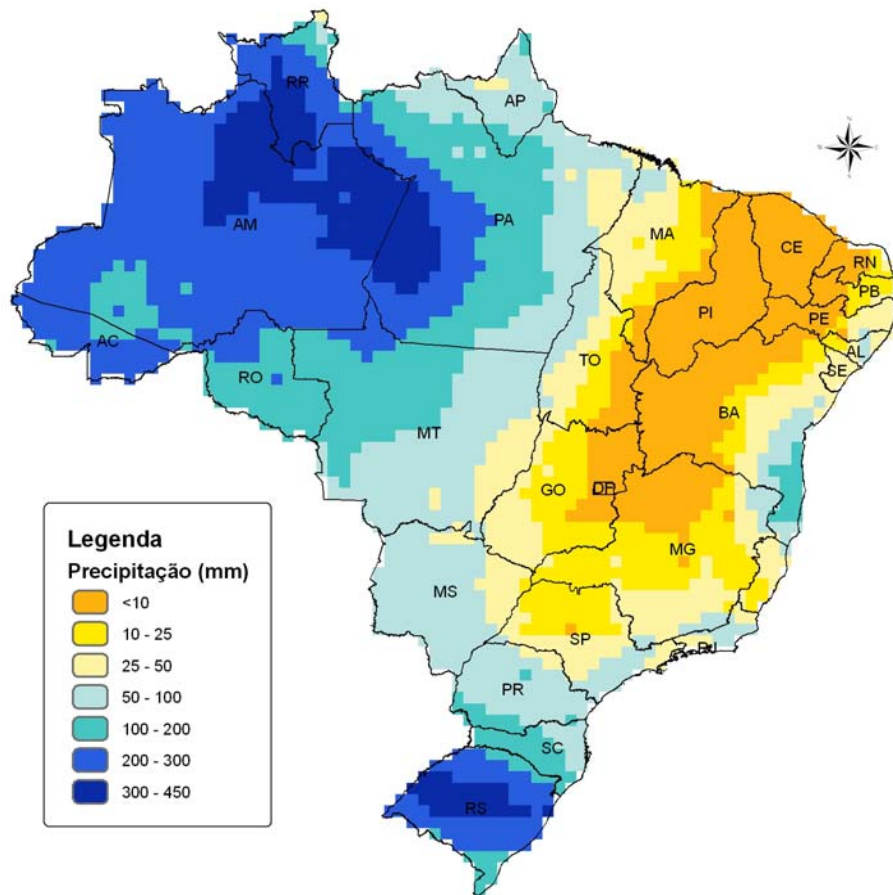 RR
AP
AM
PA
MA
CE
RN
PB
PE
PI
AL
SE
AC
RO
TO
BA
MT
GO
DF
MG
MS
SP
RJ
PR
SC
RS
Legenda
Precipitação (mm)
<10
10 - 25
25 - 50
50 - 100
100 - 200
200 - 300
300 - 450